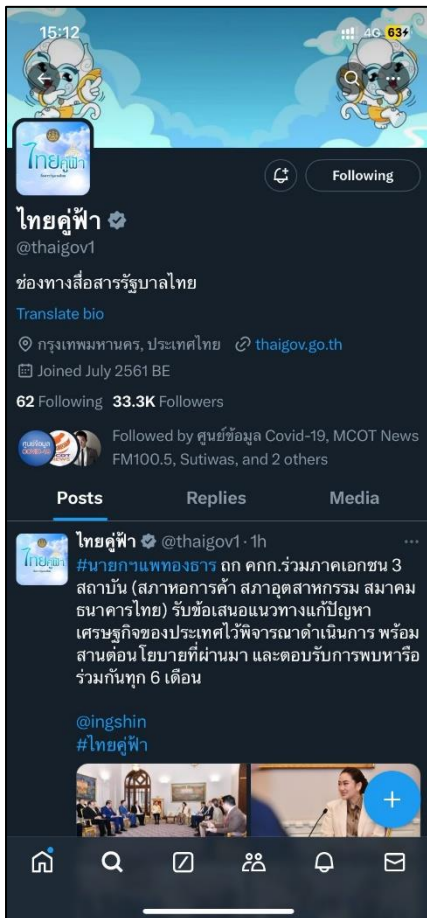 15:12
4G 63
ไทยคู่ฟ้า
Following
ไทยคู่ฟ้า
@thaigov1
ช่องทางสื่อสารรัฐบาลไทย
Translate bio
กรุงเทพมหานคร, ประเทศไทย thaigov.go.th
Joined July 2561 BE
62 Following 33.3K Followers
Followed by ศูนย์ข้อมูล Covid-19, MCOT News
FM100.5, Sutiwas, and 2 others
Posts Replies Media
ไทยคู่ฟ้า @thaigov1 · 1h
#นายกฯแพทองธาร ถก คกก.ร่วมภาคเอกชน 3
สถาบัน (สภาหอการค้า สภาอุตสาหกรรม สมาคม
ธนาคารไทย) รับข้อเสนอแนวทางแก้ปัญหา
เศรษฐกิจของประเทศไว้พิจารณาดำเนินการ พร้อม
สานต่อนโยบายที่ผ่านมา และตอบรับการพบหารือ
ร่วมกันทุก 6 เดือน
@ingshin
#ไทยคู่ฟ้า